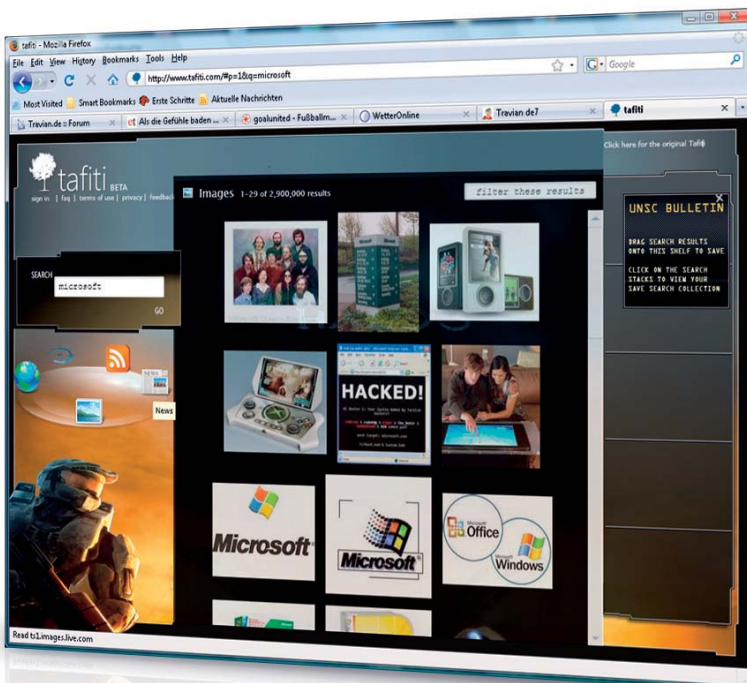 tafiti - Mozilla Firefox
File Edit View History Bookmarks Tools Help
http://www.tafiti.com/#p=1&q=microsoft
Google
Most Visited Smart Bookmarks Erste Schritte Aktuelle Nachrichten
Travian.de :: Forum
Als die Gefühle baden ...
goalunited - Fußballm...
WetterOnline
Travian de7
tafiti
Click here for the original Tafiti
tafiti BETA
sign in | faq | terms of use | privacy | feedback
Images 1-29 of 2,900,000 results
filter these results
SEARCH
microsoft
GO
NEWS
News
UNSC BULLETIN
DRAG SEARCH RESULTS
ONTO THIS SHELF TO SAVE
CLICK ON THE SEARCH
STACKS TO VIEW YOUR
SAVE SEARCH COLLECTION
Microsoft
HACKED!
Microsoft
Microsoft
Microsoft
Office
Microsoft
Windows
Read ts1.images.live.com